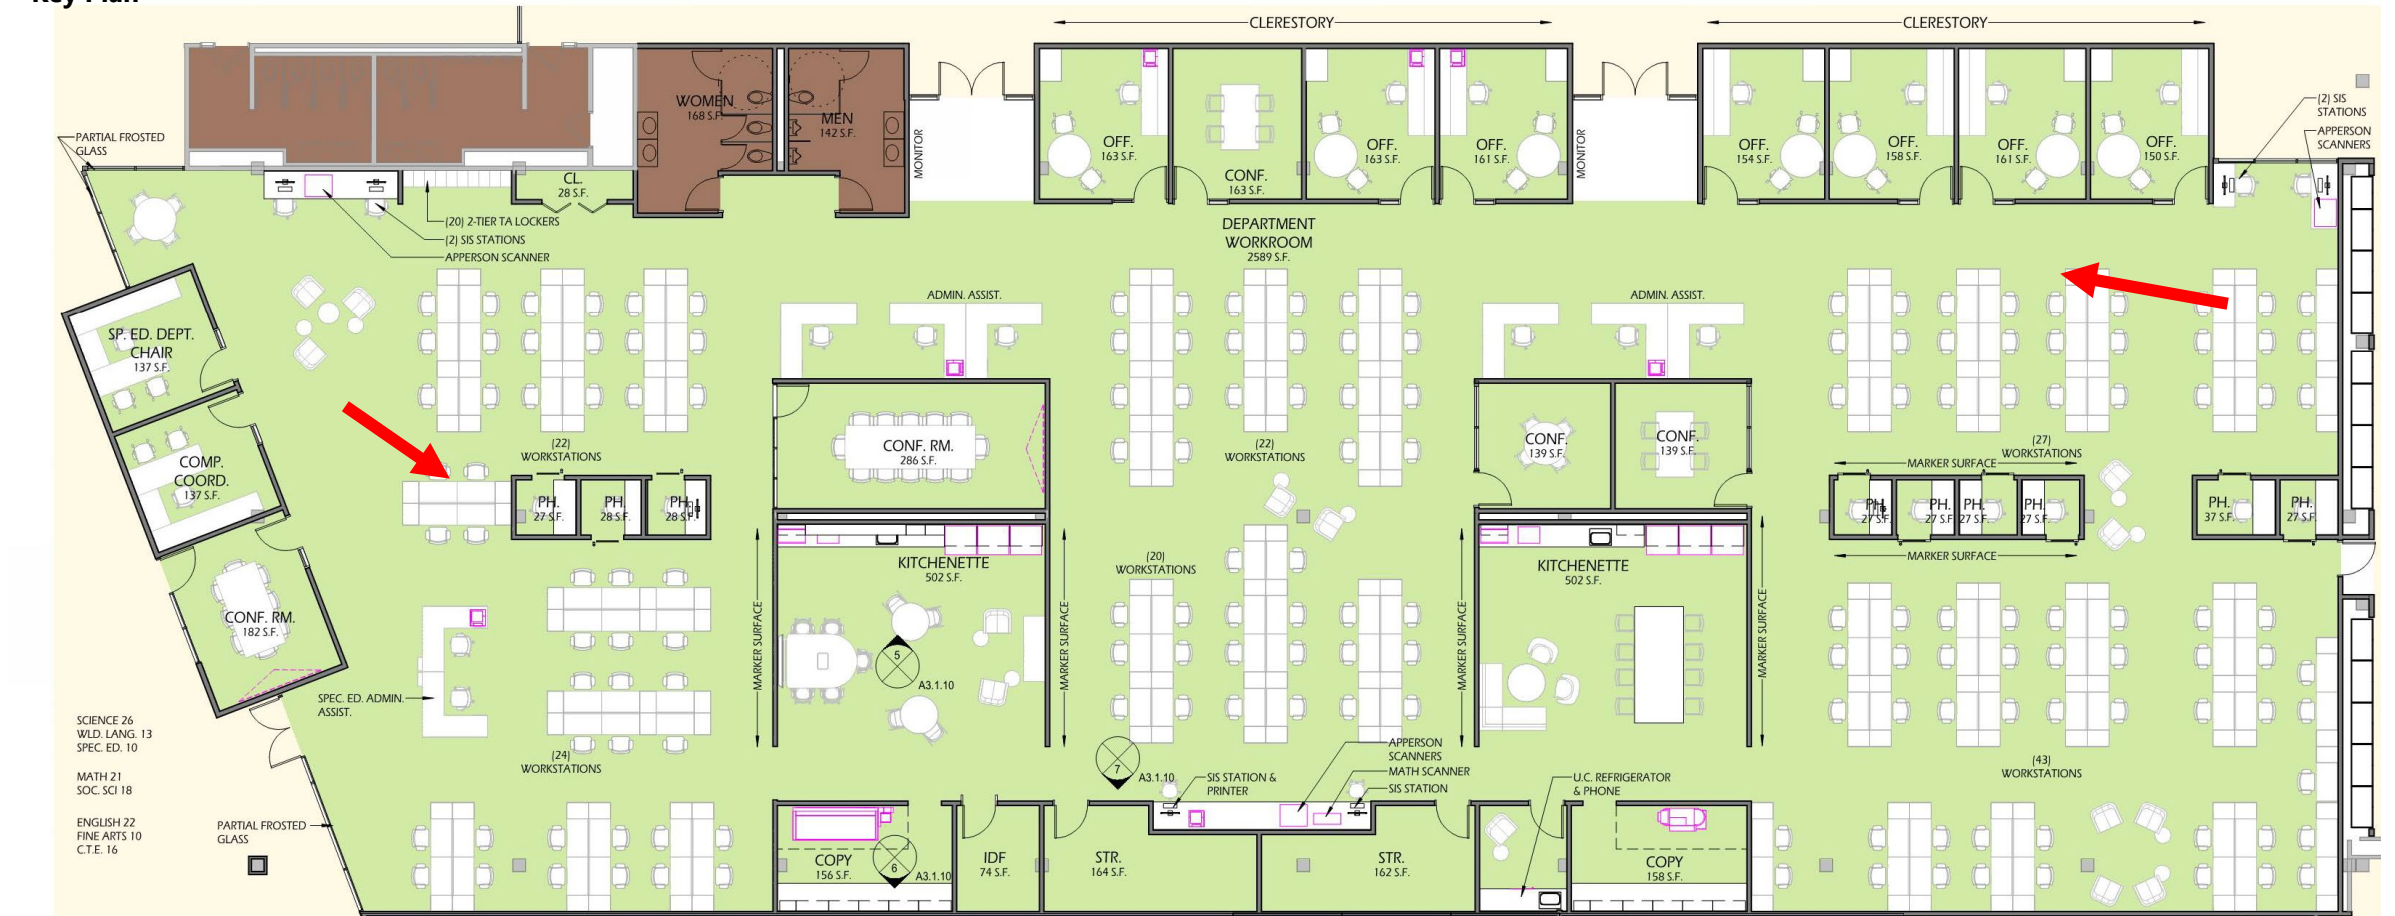 Key Plan
CLERESTORY
CLERESTORY
PARTIAL FROSTED
GLASS
WOMEN
168 S.F.
MEN
142 S.F.
MONITOR
OFF.
163 S.F.
CONF.
163 S.F.
OFF.
163 S.F.
OFF.
161 S.F.
MONITOR
OFF.
154 S.F.
OFF.
158 S.F.
OFF.
161 S.F.
OFF.
150 S.F.
(2) SIS
STATIONS
APPERSON
SCANNERS
CL.
28 S.F.
(20) 2-TIER TA LOCKERS
(2) SIS STATIONS
APPERSON SCANNER
DEPARTMENT
WORKROOM
2589 S.F.
ADMIN. ASSIST.
ADMIN. ASSIST.
SP. ED. DEPT.
CHAIR
137 S.F.
COMP.
COORD.
137 S.F.
CONF. RM.
182 S.F.
(22)
WORKSTATIONS
PH.
27 S.F.
PH.
28 S.F.
PH.
28 S.F.
CONF. RM.
286 S.F.
(22)
WORKSTATIONS
CONF.
139 S.F.
CONF.
139 S.F.
(27)
WORKSTATIONS
MARKER SURFACE
PH.
27 S.F.
PH.
27 S.F.
PH.
27 S.F.
PH.
27 S.F.
PH.
37 S.F.
PH.
27 S.F.
MARKER SURFACE
KITCHENETTE
502 S.F.
MARKER SURFACE
MARKER SURFACE
(20)
WORKSTATIONS
KITCHENETTE
502 S.F.
MARKER SURFACE
MARKER SURFACE
5
A3.1.10
SPEC. ED. ADMIN.
ASSIST.
(24)
WORKSTATIONS
7
A3.1.10
SIS STATION &
PRINTER
APPERSON
SCANNERS
MATH SCANNER
SIS STATION
U.C. REFRIGERATOR
& PHONE
(43)
WORKSTATIONS
SCIENCE 26
WLD. LANG. 13
SPEC. ED. 10
MATH 21
SOC. SCI 18
ENGLISH 22
FINE ARTS 10
C.T.E. 16
PARTIAL FROSTED
GLASS
COPY
156 S.F.
6
A3.1.10
IDF
74 S.F.
STR.
164 S.F.
STR.
162 S.F.
COPY
158 S.F.